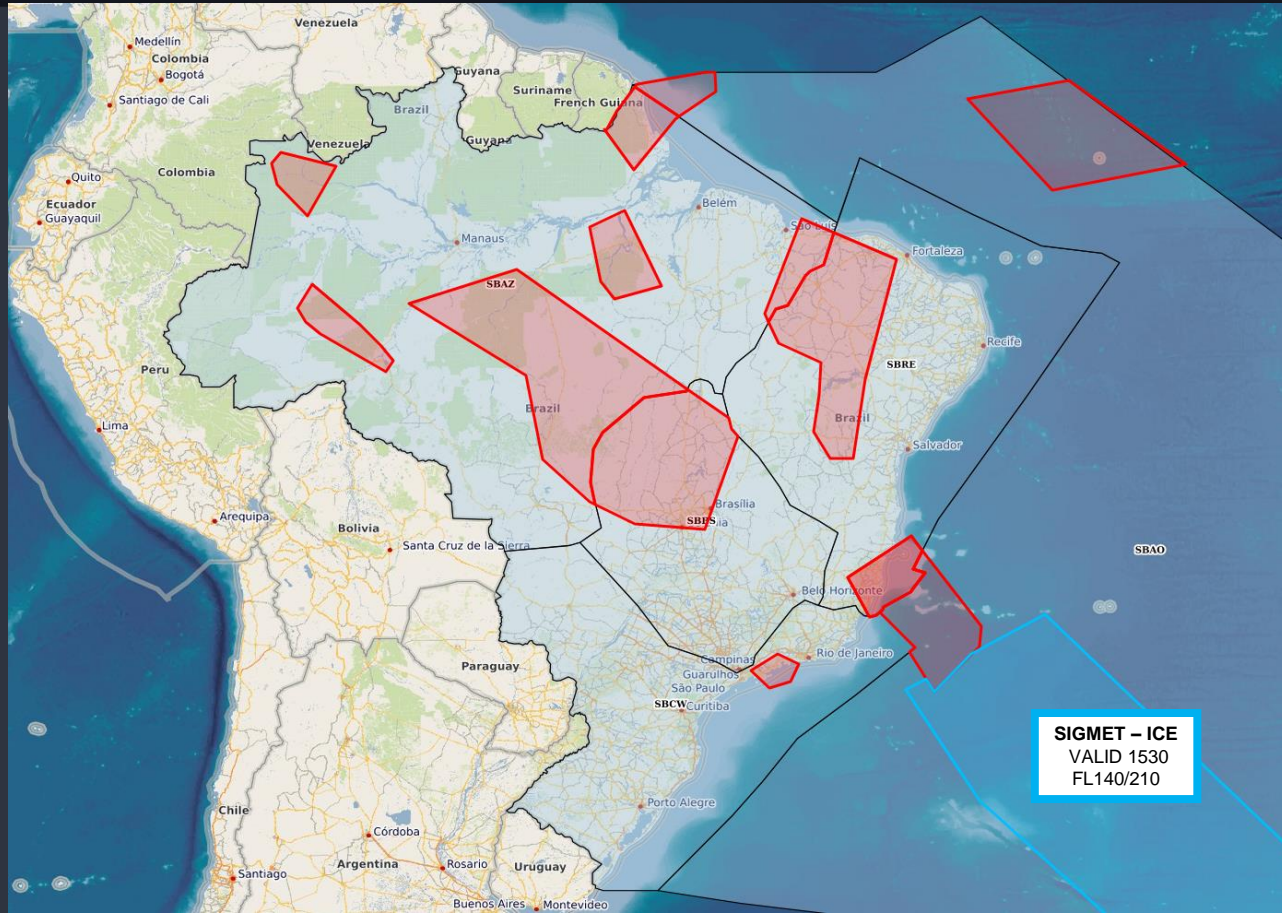 Venezuela
Medellín
Colombia
Bogotá
Guyana
Suriname
Santiago de Cali
French Guiana
Brazil
Venezuela
Guyana
Colombia
Quito
Ecuador
Belém
Guayaquil
São Luís
Manaus
Fortaleza
SBAZ
Recife
Peru
SBRE
Brazil
Brazil
Lima
Salvador
Brasília
Arequipa
SBBS
Bolivia
Santa Cruz de la Sierra
SBAO
Belo Horizonte
Rio de Janeiro
Campinas
Paraguay
Guarulhos
São Paulo
SBCW
Curitiba
SIGMET – ICE
VALID 1530
FL140/210
Porto Alegre
Chile
Córdoba
Argentina
Rosario
Uruguay
Santiago
Buenos Aires
Montevideo